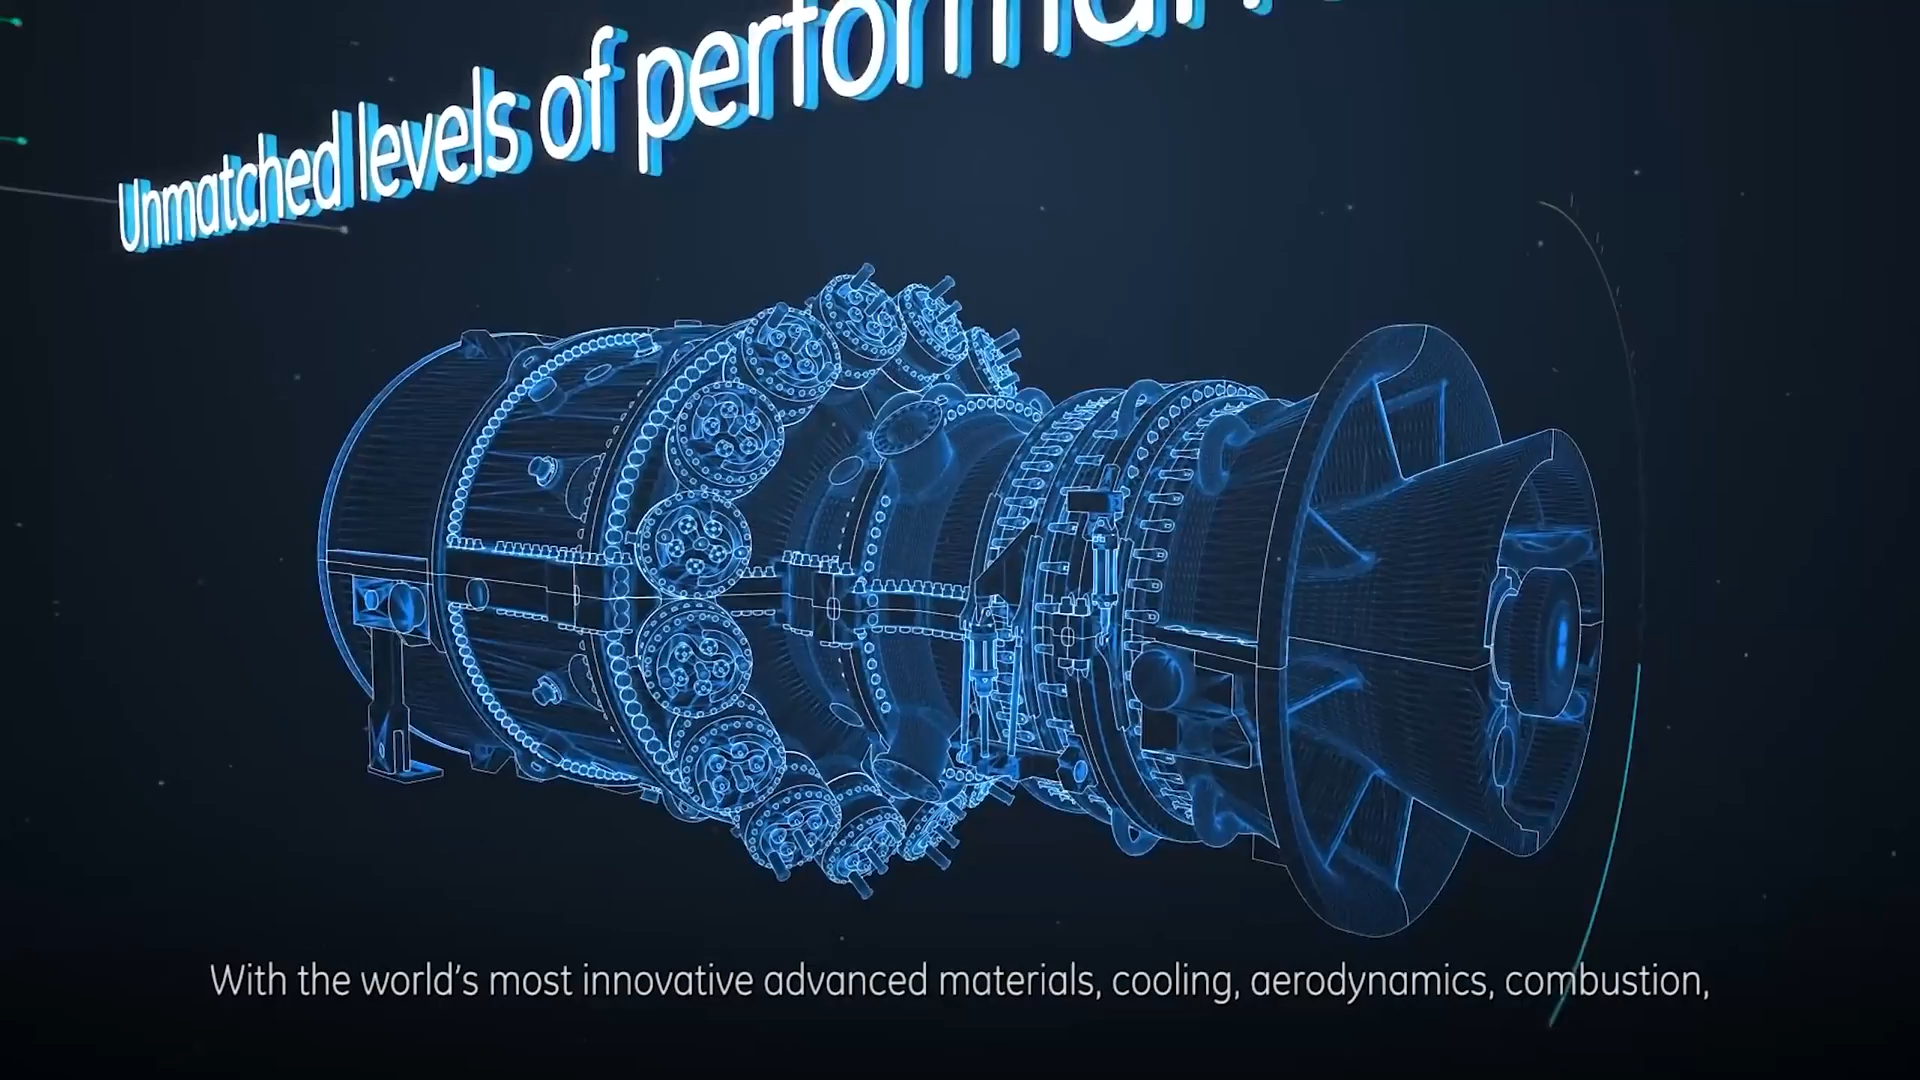 Unmatched levels of
With the world's most innovative advanced materials, cooling, aerodynamics, combustion,